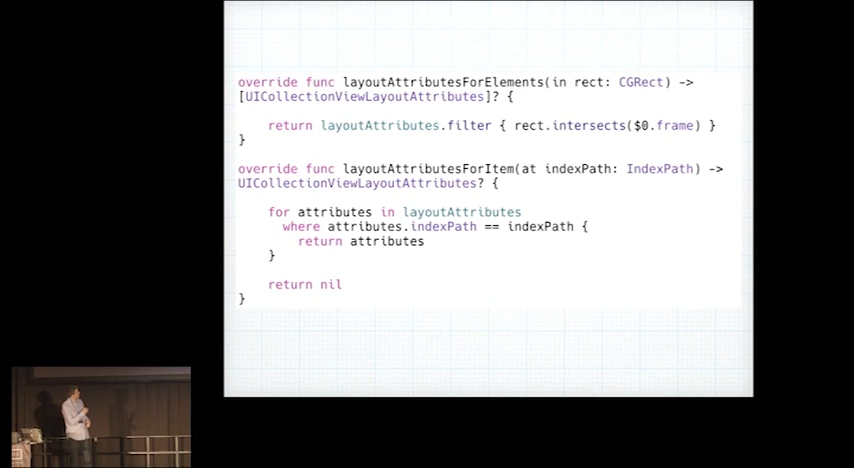 override func layoutAttributesForElements(in rect: CGRect) ->
[UICollectionViewLayoutAttributes]? {
return layoutAttributes.filter { rect.intersects($0.frame) }
}
override func layoutAttributesForItem(at indexPath: IndexPath) ->
UICollectionViewLayoutAttributes? {
for attributes in layoutAttributes
where attributes.indexPath == indexPath {
return attributes
}
return nil
}